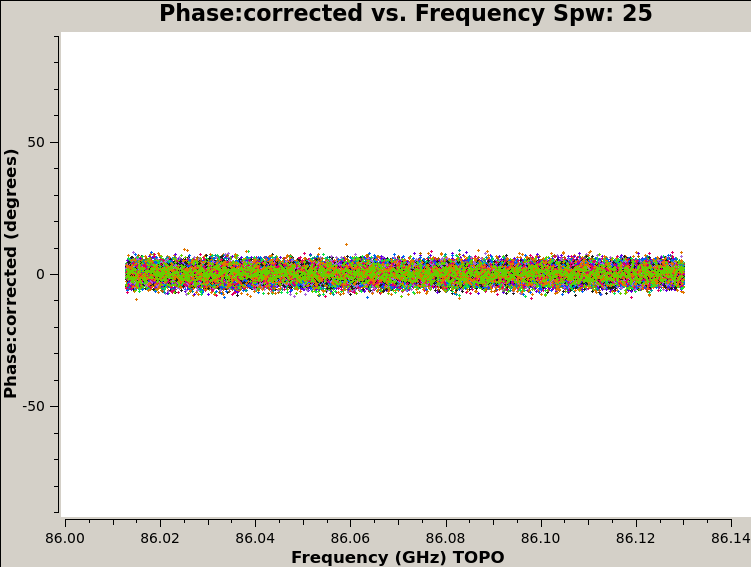 Phase:corrected vs. Frequency Spw: 25
Phase:corrected (degrees)
50
0
-50
86.00 86.02 86.04 86.06 86.08 86.10 86.12 86.14
Frequency (GHz) TOPO